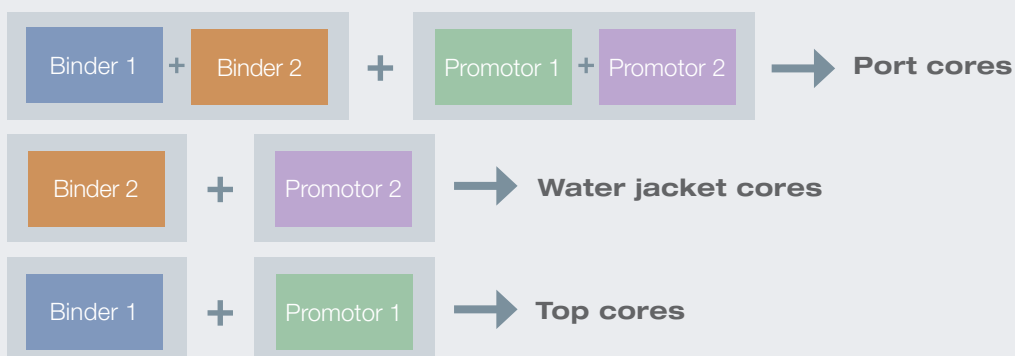 Binder 1 + Binder 2 + Promotor 1 + Promotor 2 → Port cores
Binder 2 + Promotor 2 → Water jacket cores
Binder 1 + Promotor 1 → Top cores